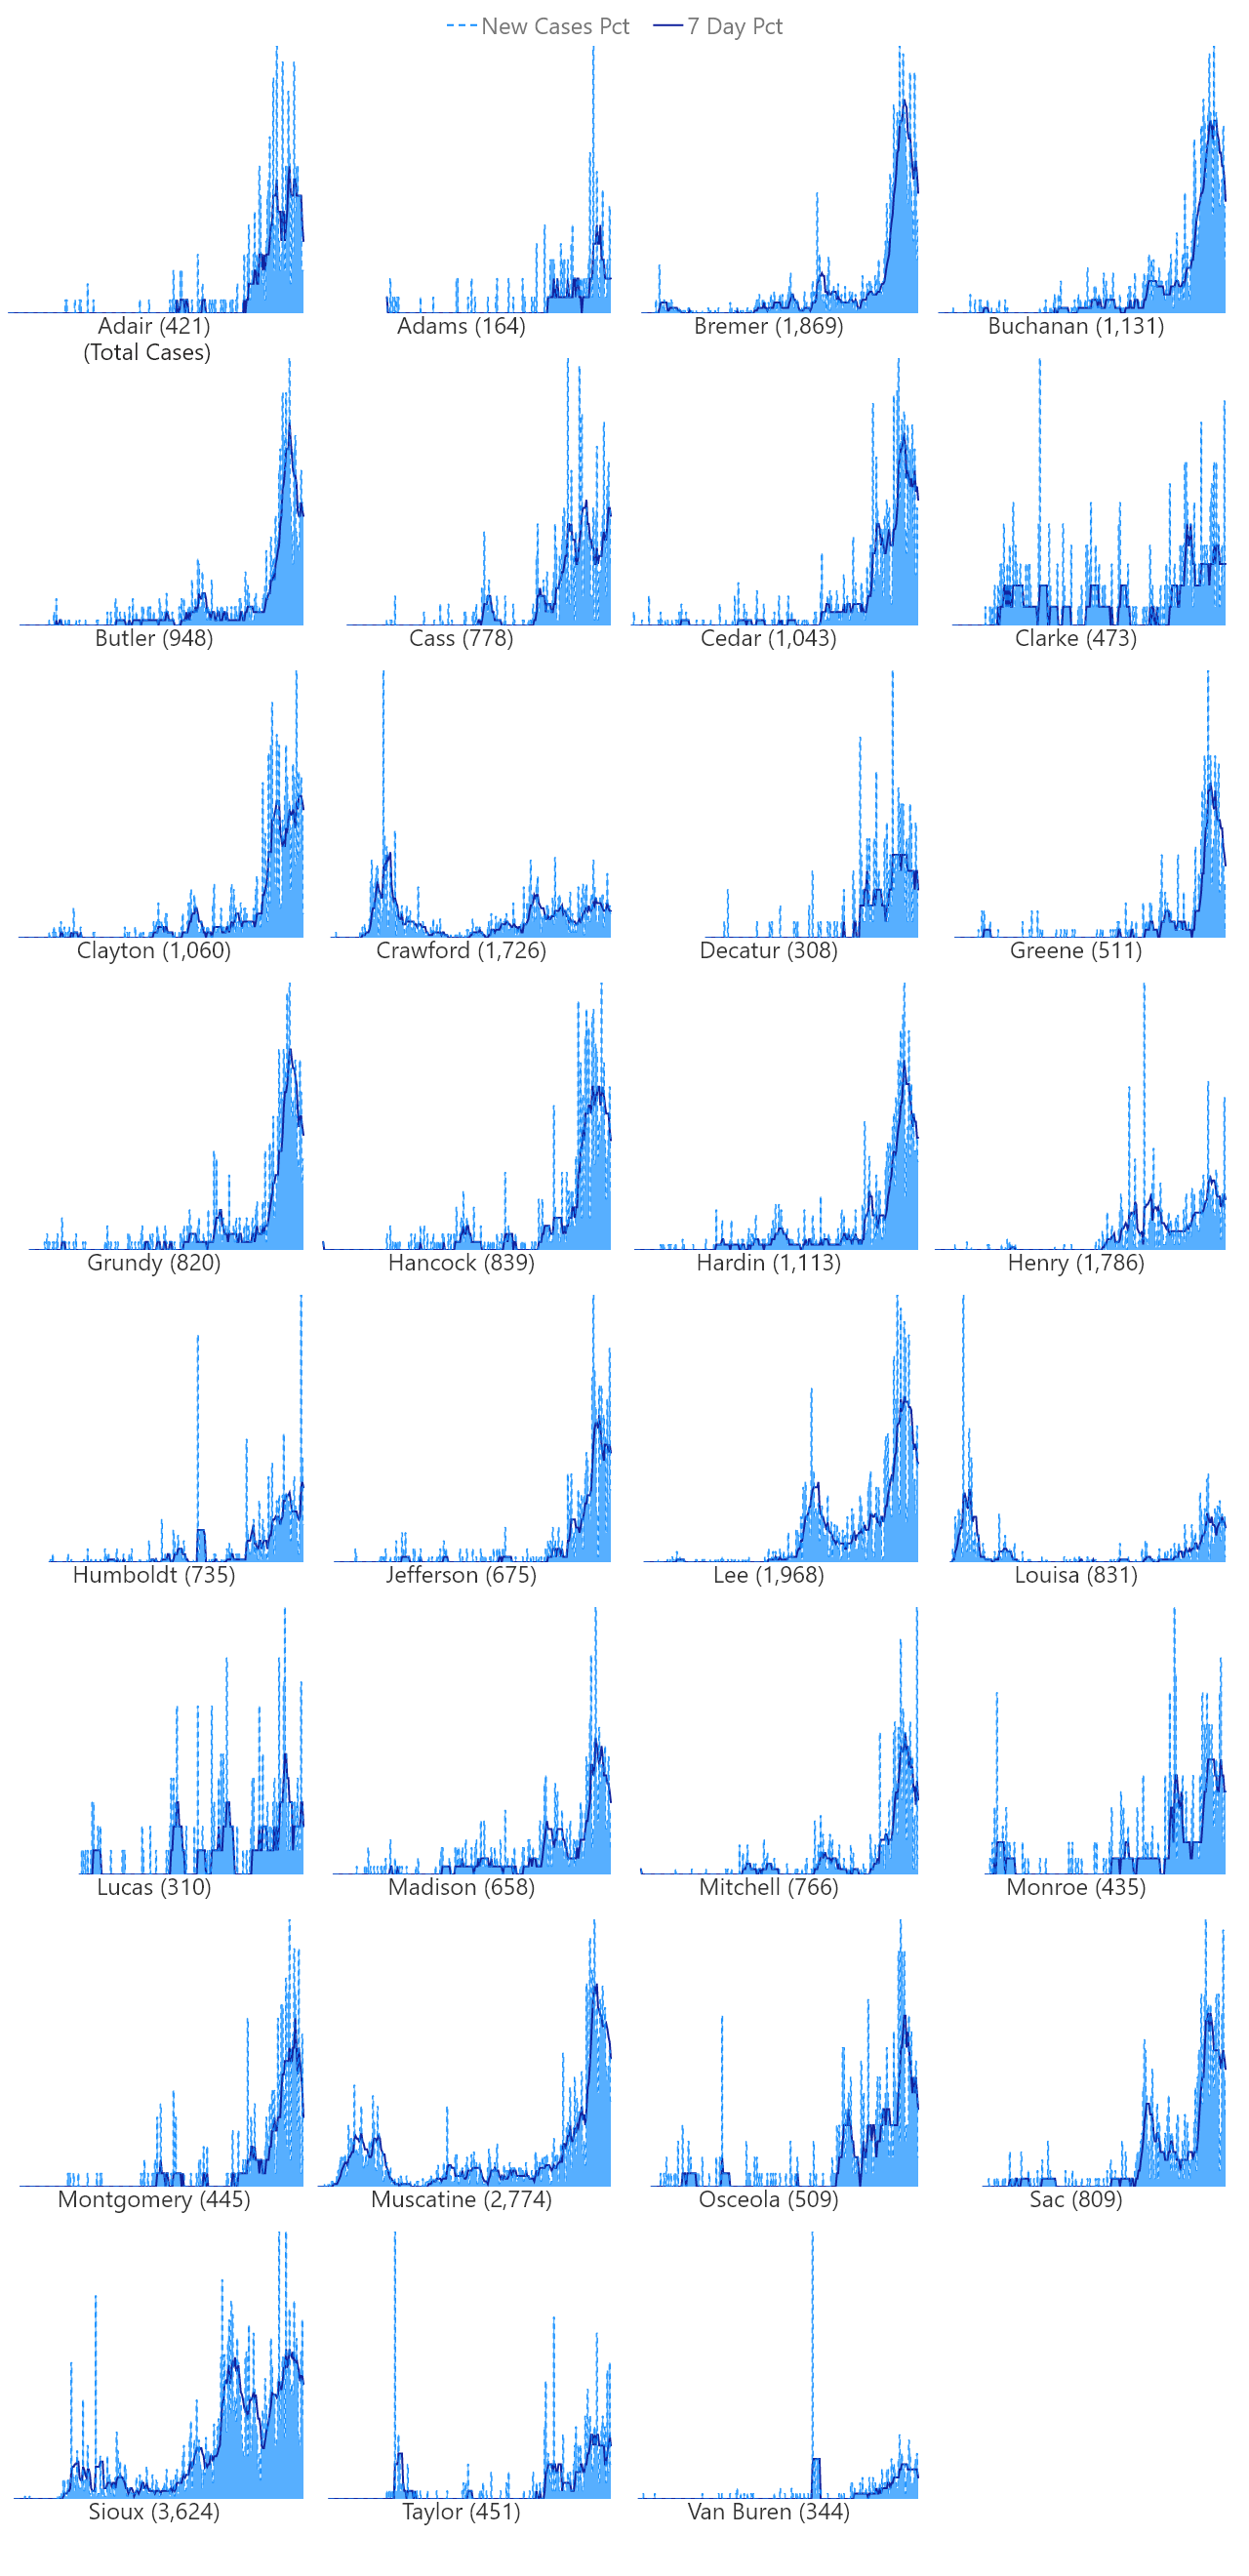 New Cases Pct 7 Day Pct
Adair (421) Adams (164) Bremer (1,869) Buchanan (1,131)
(Total Cases)
Butler (948) Cass (778) Cedar (1,043) Clarke (473)
Clayton (1,060) Crawford (1,726) Decatur (308) Greene (511)
Grundy (820) Hancock (839) Hardin (1,113) Henry (1,786)
Humboldt (735) Jefferson (675) Lee (1,968) Louisa (831)
Lucas (310) Madison (658) Mitchell (766) Monroe (435)
Montgomery (445) Muscatine (2,774) Osceola (509) Sac (809)
Sioux (3,624) Taylor (451) Van Buren (344)